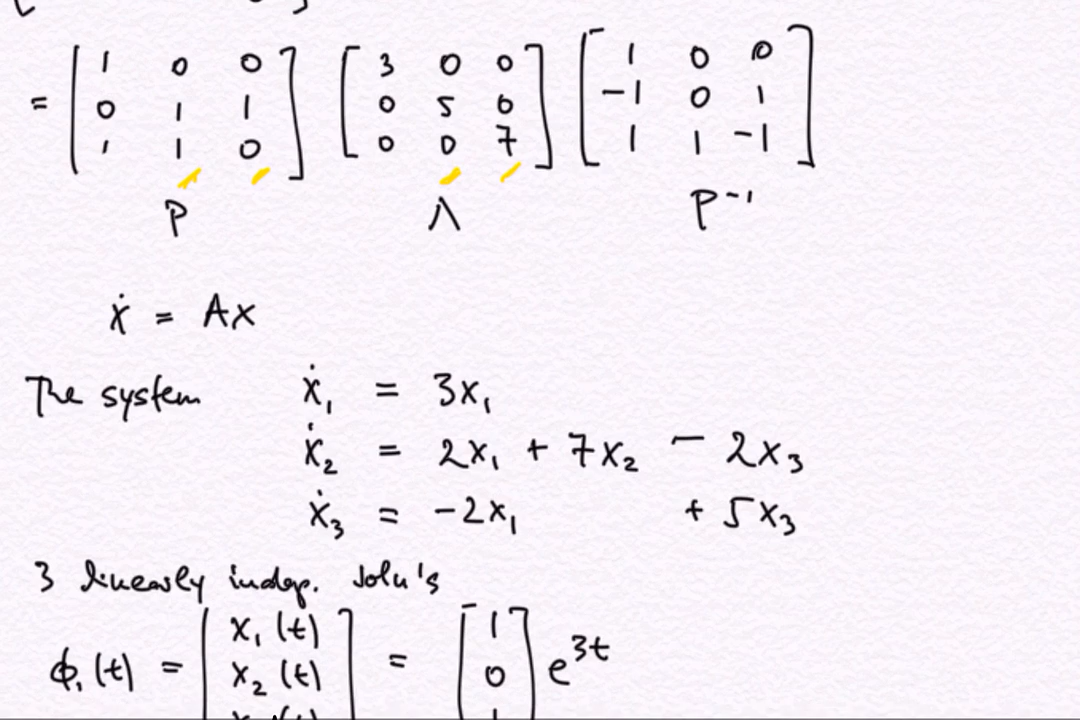 = [1 0 0; 0 1 1; 1 1 0] [3 0 0; 0 5 0; 0 0 7] [1 0 0; -1 0 1; 1 1 -1]
P Λ P⁻¹
ẋ = Ax
The system ẋ₁ = 3x₁
ẋ₂ = 2x₁ + 7x₂ - 2x₃
ẋ₃ = -2x₁ + 5x₃
3 linearly indep. solu's
ϕ₁(t) = [x₁(t); x₂(t); = [1; 0; e³ᵗ